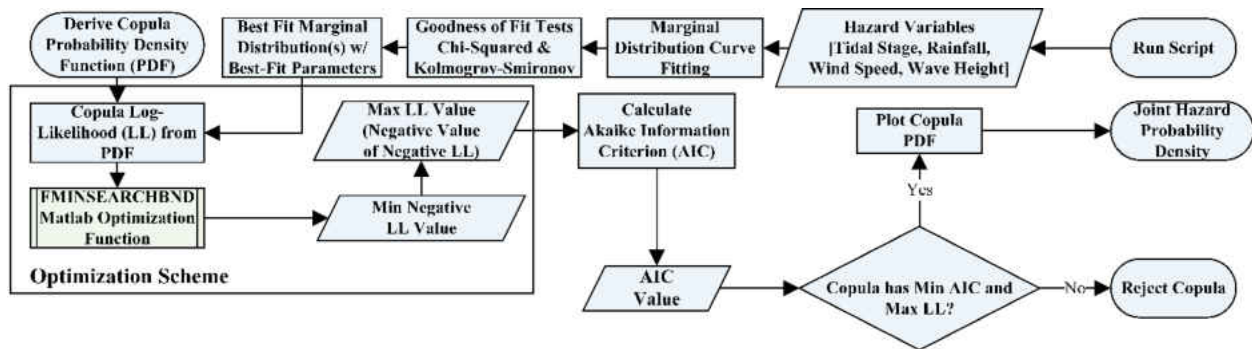 Derive Copula
Probability Density
Function (PDF)
Best Fit Marginal
Distribution(s) w/
Best-Fit Parameters
Goodness of Fit Tests
Chi-Squared &
Kolmogrov-Smironov
Marginal
Distribution Curve
Fitting
Hazard Variables
[Tidal Stage, Rainfall,
Wind Speed, Wave Height]
Run Script
Copula Log-
Likelihood (LL) from
PDF
Max LL Value
(Negative Value
of Negative LL)
Calculate
Akaike Information
Criterion (AIC)
Plot Copula
PDF
Joint Hazard
Probability
Density
Yes
FMINSEARCHBND
Matlab Optimization
Function
Min Negative
LL Value
Optimization Scheme
AIC
Value
Copula has Min AIC and
Max LL?
No
Reject Copula